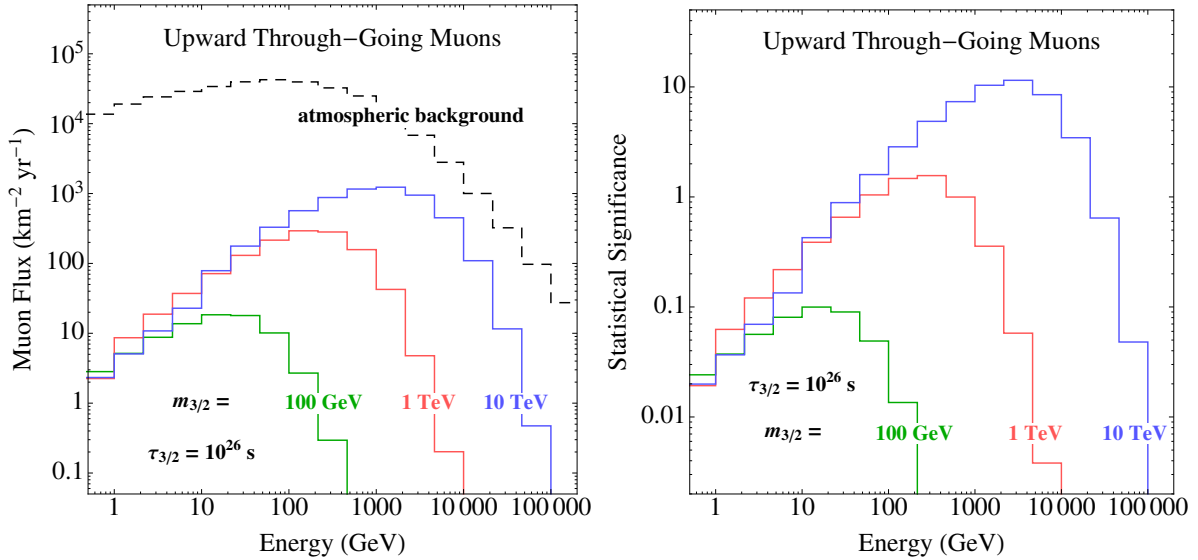 Upward Through−Going Muons
atmospheric background
Muon Flux (km−2 yr−1)
10^5
10^4
10^3
100
10
1
0.1
m3/2 = 100 GeV 1 TeV 10 TeV
τ3/2 = 10^26 s
1 10 100 1000 10 000 100 000
Energy (GeV)
Upward Through−Going Muons
Statistical Significance
10
1
0.1
0.01
τ3/2 = 10^26 s
m3/2 = 100 GeV 1 TeV 10 TeV
1 10 100 1000 10 000 100 000
Energy (GeV)